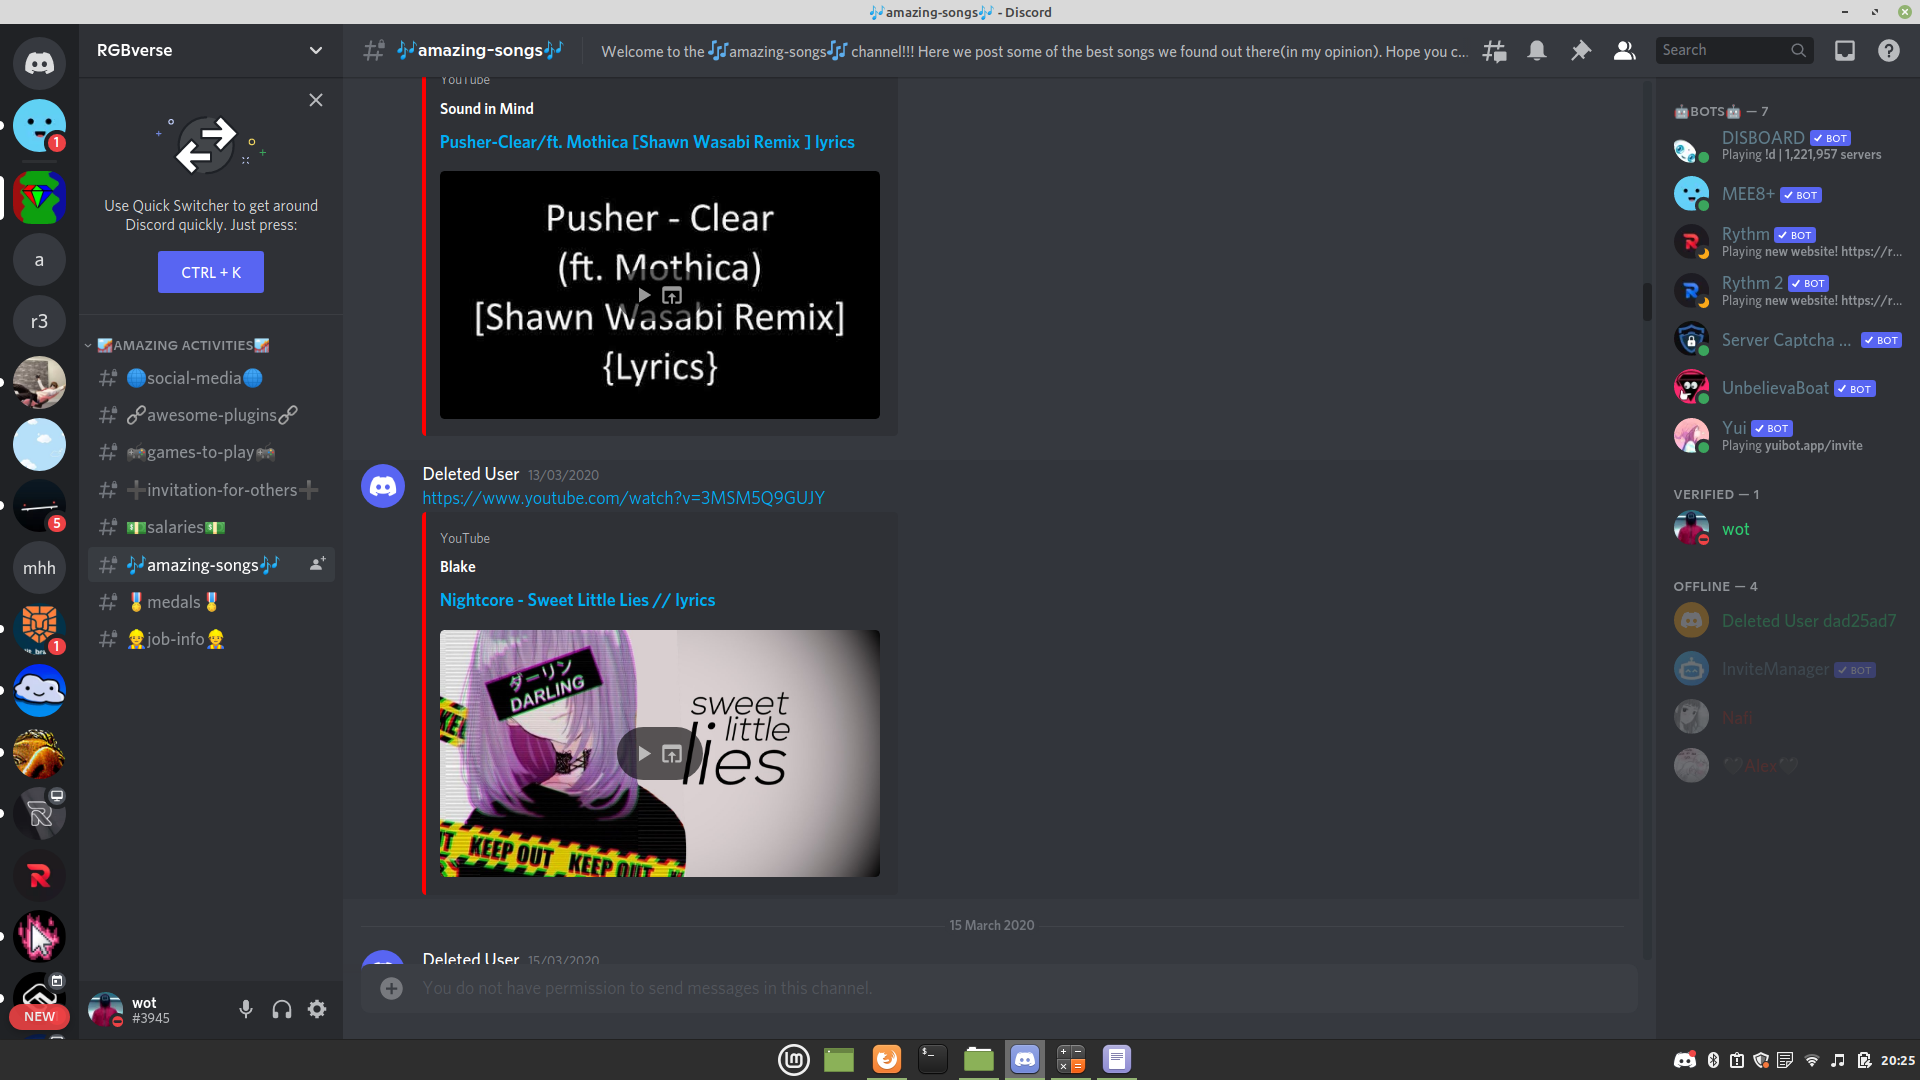 🎶amazing-songs🎶 - Discord
RGBverse
🎶amazing-songs🎶
Welcome to the 🎶amazing-songs🎶 channel!!! Here we post some of the best songs we found out there(in my opinion). Hope you c...
Search
Use Quick Switcher to get around
Discord quickly. Just press:
CTRL + K
AMAZING ACTIVITIES
🌐social-media🌐
🔗awesome-plugins🔗
🎮games-to-play🎮
➕invitation-for-others➕
💵salaries💵
🎶amazing-songs🎶
🏅medals🏅
👷job-info👷
1
a
r3
5
mhh
1
NEW
wot
#3945
YouTube
Sound in Mind
Pusher-Clear/ft. Mothica [Shawn Wasabi Remix ] lyrics
Pusher - Clear
(ft. Mothica)
[Shawn Wasabi Remix]
{Lyrics}
Deleted User 13/03/2020
https://www.youtube.com/watch?v=3MSM5Q9GUJY
YouTube
Blake
Nightcore - Sweet Little Lies // lyrics
ダーリン
DARLING
sweet
little
lies
KEEP OUT KEEP OUT
15 March 2020
Deleted User 15/03/2020
You do not have permission to send messages in this channel.
🤖BOTS🤖 — 7
DISBOARD ✓ BOT
Playing !d | 1,221,957 servers
MEE8+ ✓ BOT
Rythm ✓ BOT
Playing new website! https://r...
Rythm 2 ✓ BOT
Playing new website! https://r...
Server Captcha ... ✓ BOT
UnbelievaBoat ✓ BOT
Yui ✓ BOT
Playing yuibot.app/invite
VERIFIED — 1
wot
OFFLINE — 4
Deleted User dad25ad7
InviteManager ✓ BOT
Nafi
🖤Alex🖤
20:25